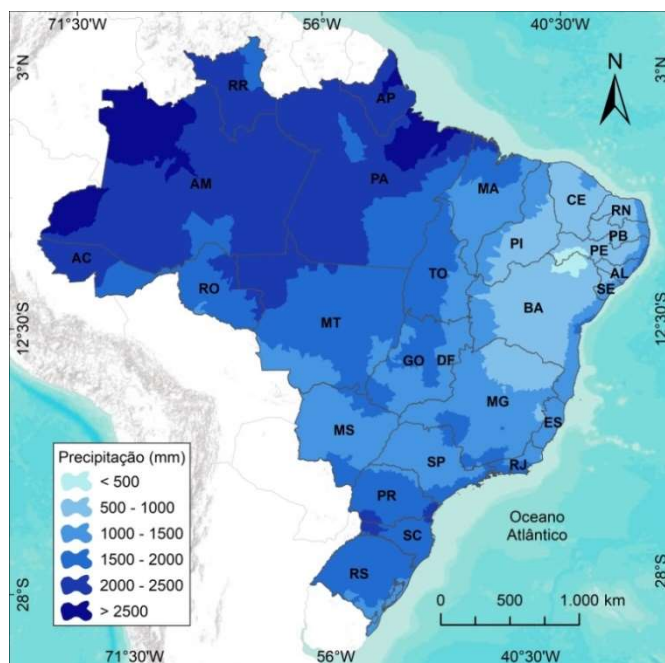 71°30'W 56°W 40°30'W
3°N 3°N
N
RR
AP
AM
PA
MA
CE
RN
PB
PI
PE
AC
AL
TO
SE
RO
BA
12°30'S 12°30'S
MT
GO DF
MG
ES
MS
SP
RJ
Precipitação (mm)
< 500
500 - 1000
1000 - 1500
1500 - 2000
2000 - 2500
> 2500
PR
SC
RS
Oceano
Atlântico
28°S 28°S
0 500 1.000 km
71°30'W 56°W 40°30'W